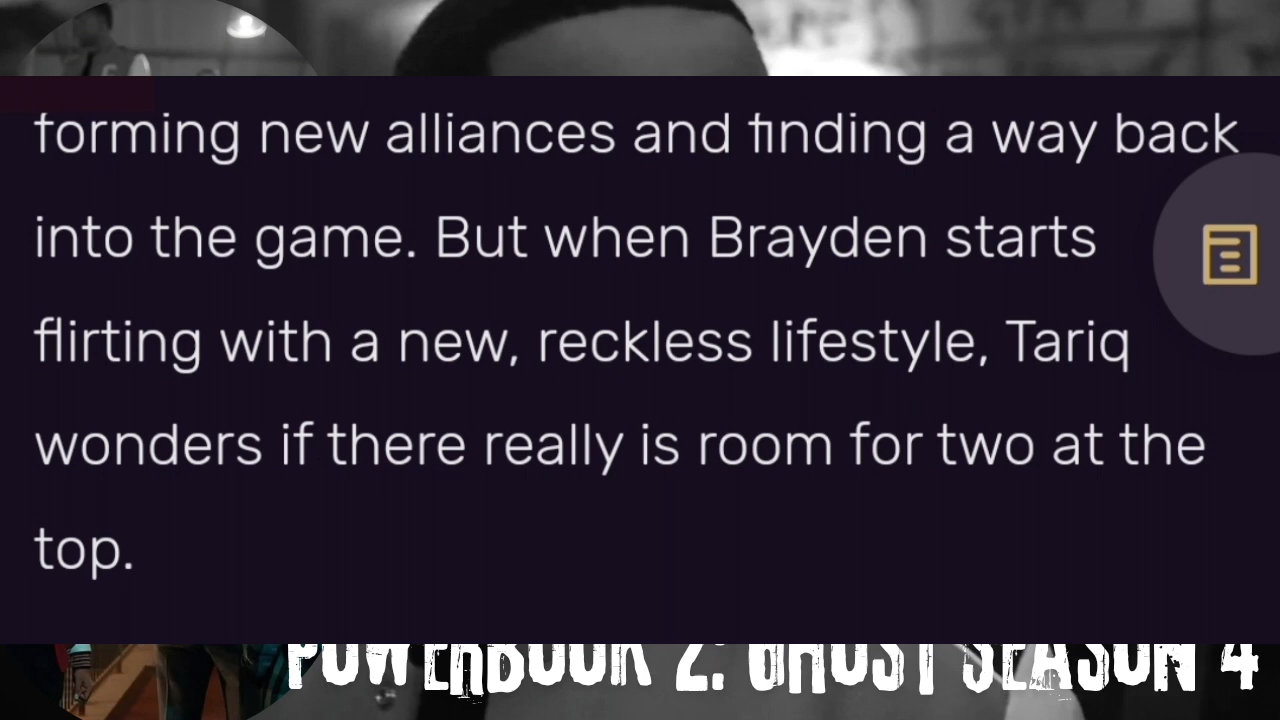 forming new alliances and finding a way back
into the game. But when Brayden starts
flirting with a new, reckless lifestyle, Tariq
wonders if there really is room for two at the
top.
POWERBOOK 2: GHOST SEASON 4